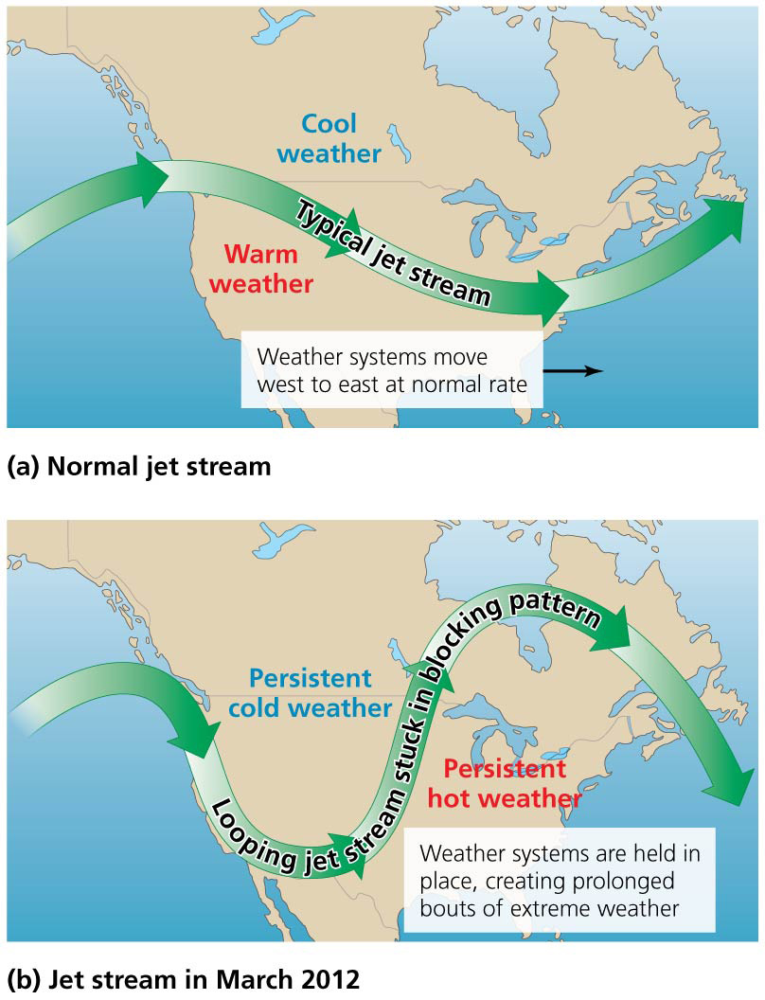 Cool
weather
Typical jet stream
Warm
weather
Weather systems move
west to east at normal rate
(a) Normal jet stream
Looping jet stream stuck in blocking pattern
Persistent
cold weather
Persistent
hot weather
Weather systems are held in
place, creating prolonged
bouts of extreme weather
(b) Jet stream in March 2012